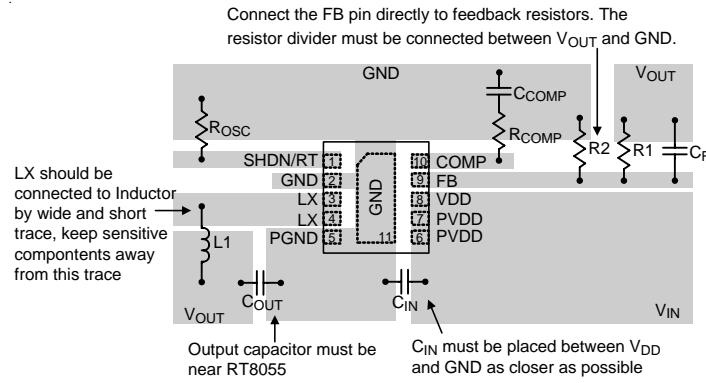 Connect the FB pin directly to feedback resistors. The
resistor divider must be connected between VOUT and GND.
GND
VOUT
CCOMP
ROSC
RCOMP
R2
R1
CF
SHDN/RT 1
10 COMP
GND 2
9 FB
LX 3
8 VDD
LX 4
7 PVDD
PGND 5
6 PVDD
GND
11
LX should be
connected to Inductor
by wide and short
trace, keep sensitive
compontents away
from this trace
L1
COUT
CIN
VOUT
VIN
Output capacitor must be
near RT8055
CIN must be placed between VDD
and GND as closer as possible